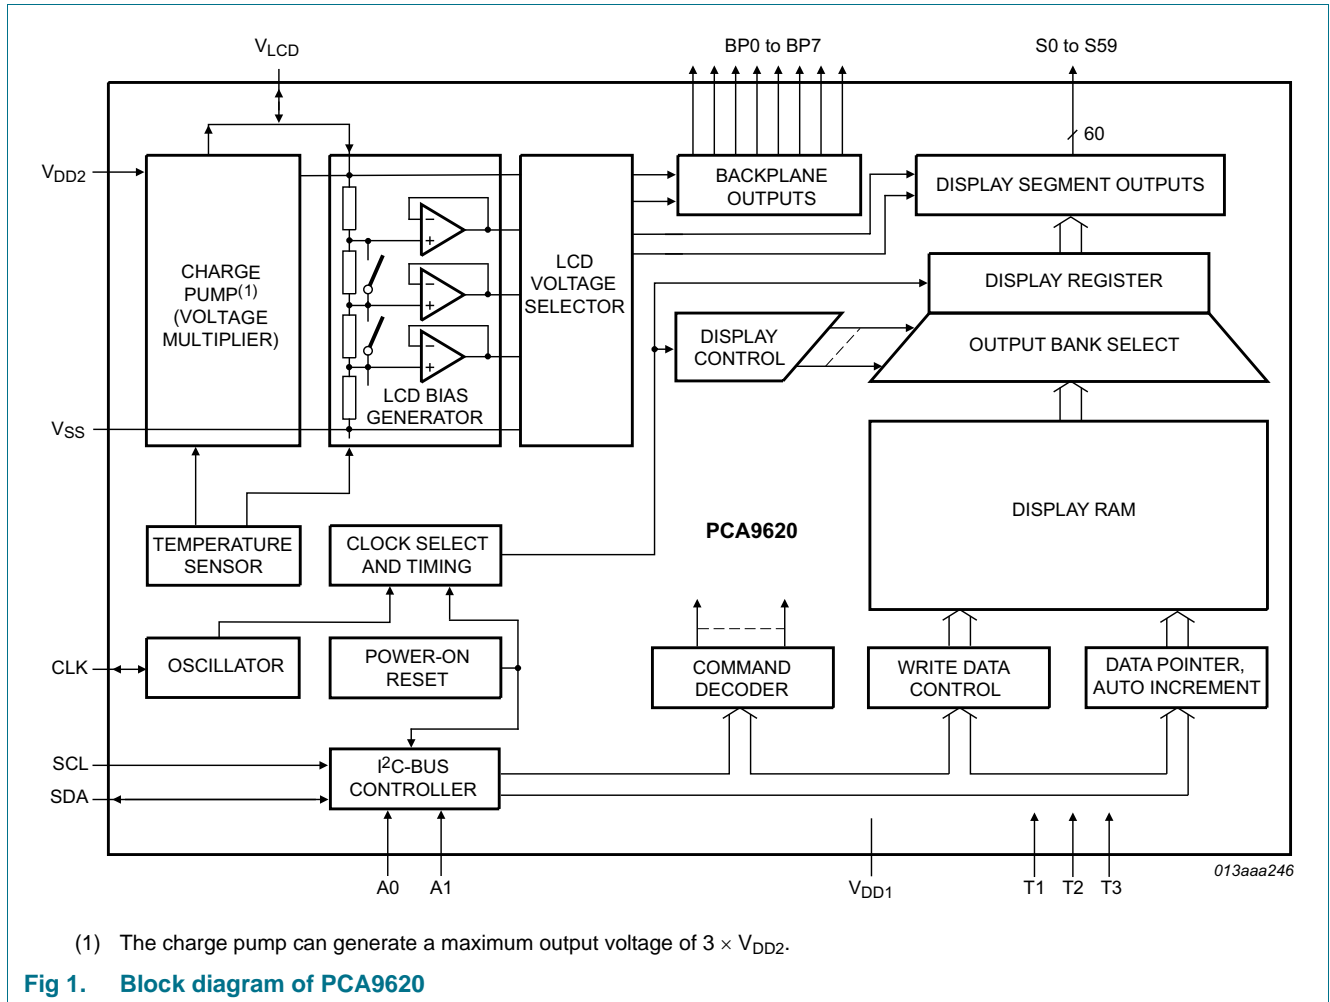 VLCD
BP0 to BP7
S0 to S59
60
VDD2
BACKPLANE
OUTPUTS
DISPLAY SEGMENT OUTPUTS
CHARGE
PUMP(1)
(VOLTAGE
MULTIPLIER)
LCD
VOLTAGE
SELECTOR
DISPLAY REGISTER
DISPLAY
CONTROL
OUTPUT BANK SELECT
LCD BIAS
GENERATOR
VSS
DISPLAY RAM
PCA9620
TEMPERATURE
SENSOR
CLOCK SELECT
AND TIMING
CLK
OSCILLATOR
POWER-ON
RESET
COMMAND
DECODER
WRITE DATA
CONTROL
DATA POINTER,
AUTO INCREMENT
SCL
SDA
I2C-BUS
CONTROLLER
A0
A1
VDD1
T1
T2
T3
013aaa246
(1) The charge pump can generate a maximum output voltage of 3 × VDD2.
Fig 1. Block diagram of PCA9620